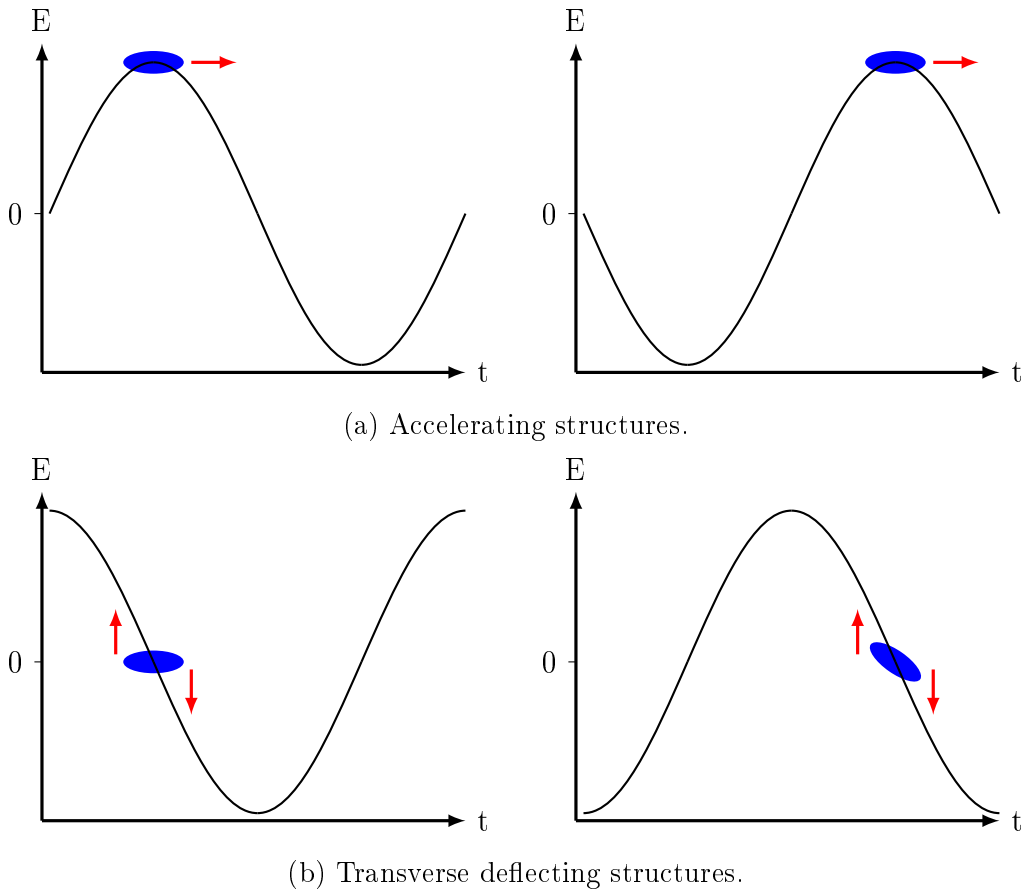 E E
0 0
t t
(a) Accelerating structures.
E E
0 0
t t
(b) Transverse deflecting structures.